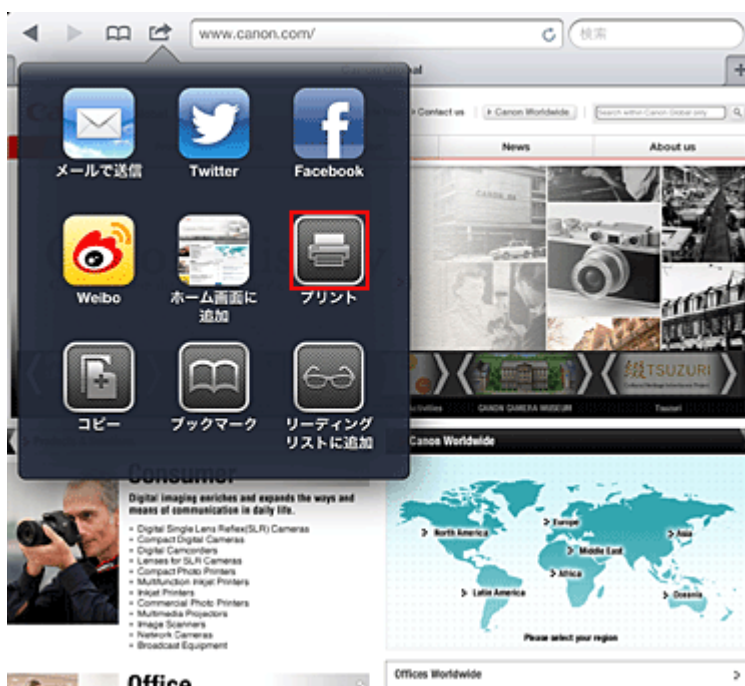 www.canon.com/
検索
Contact us
Canon Worldwide
Search within Canon Global only
News
About us
メールで送信
Twitter
Facebook
Weibo
ホーム画面に
追加
プリント
コピー
ブックマーク
リーディング
リストに追加
CANON CAMERA MUSEUM
TSUZURI
Tsuzuri
Canon Worldwide
Consumer
Digital imaging enriches and expands the ways and
means of communication in daily life.
Digital Single Lens Reflex(SLR) Cameras
Compact Digital Cameras
Digital Camcorders
Lenses for SLR Cameras
Compact Photo Printers
Multifunction Inkjet Printers
Inkjet Printers
Commercial Photo Printers
Multimedia Projectors
Image Scanners
Network Cameras
Broadcast Equipment
North America
Europe
Asia
Middle East
Africa
Latin America
Oceania
Please select your region
Office
Offices Worldwide